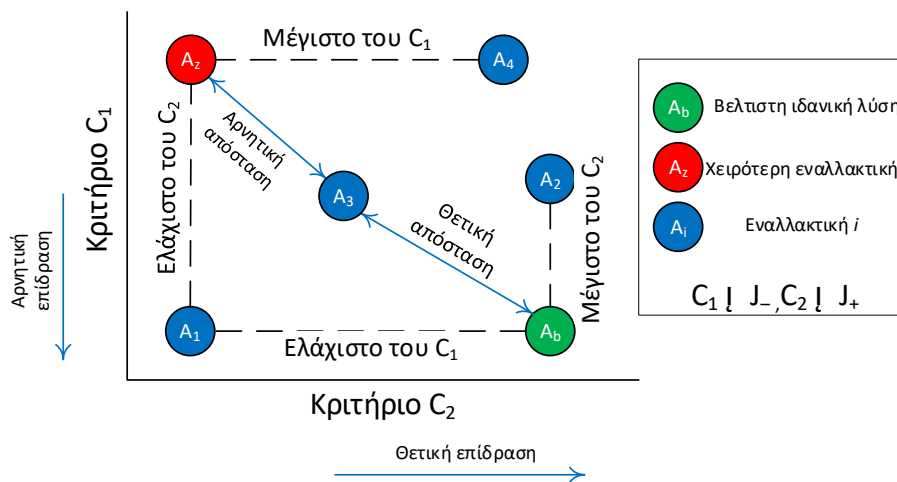 Μέγιστο του C1
Az
A4
Ab
Βελτιστη ιδανική λύση
Αρνητική
απόσταση
Ελάχιστο του C2
Κριτήριο C1
Az
Χειρότερη εναλλακτική
A2
Μέγιστο του C2
A3
Θετική
απόσταση
Ai
Εναλλακτική i
Αρνητική
επίδραση
C1 Į J−, C2 Į J+
A1
Ab
Ελάχιστο του C1
Κριτήριο C2
Θετική επίδραση